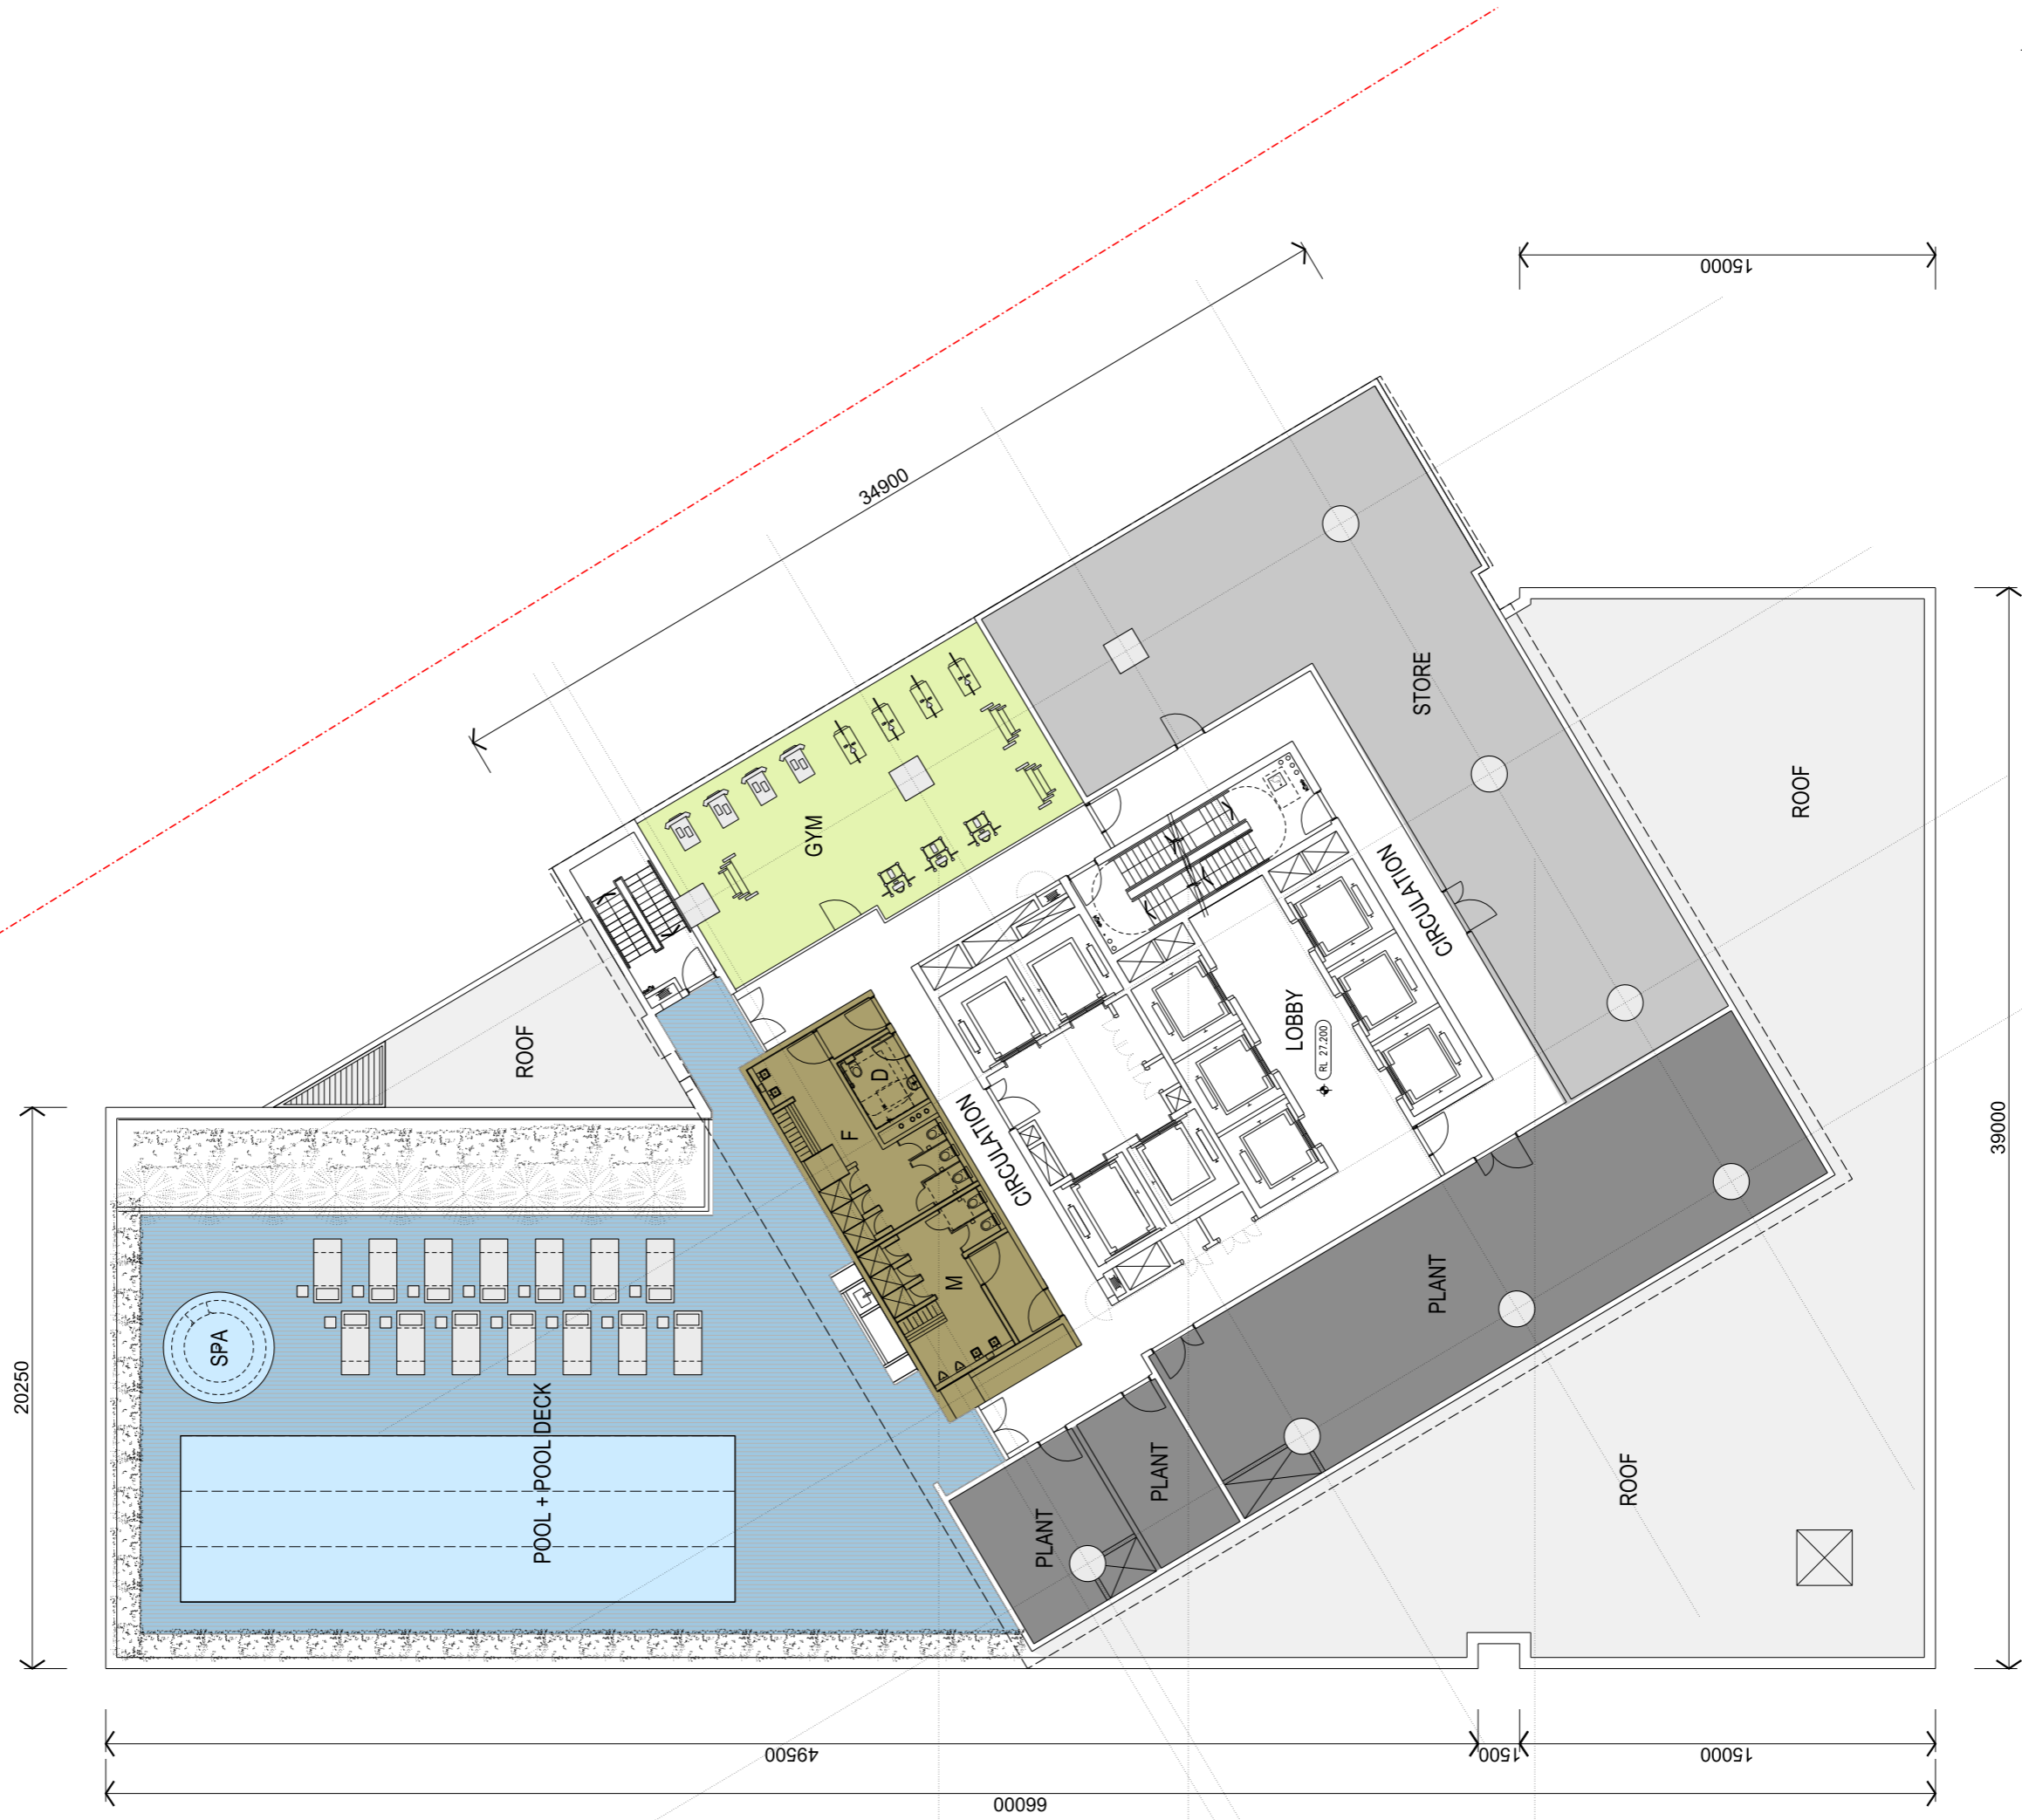 15000
34900
STORE
GYM
ROOF
CIRCULATION
ROOF
LOBBY
RL 27.200
D
F
CIRCULATION
39000
M
PLANT
SPA
20250
POOL + POOL DECK
PLANT
ROOF
PLANT
49500
1500
15000
66000